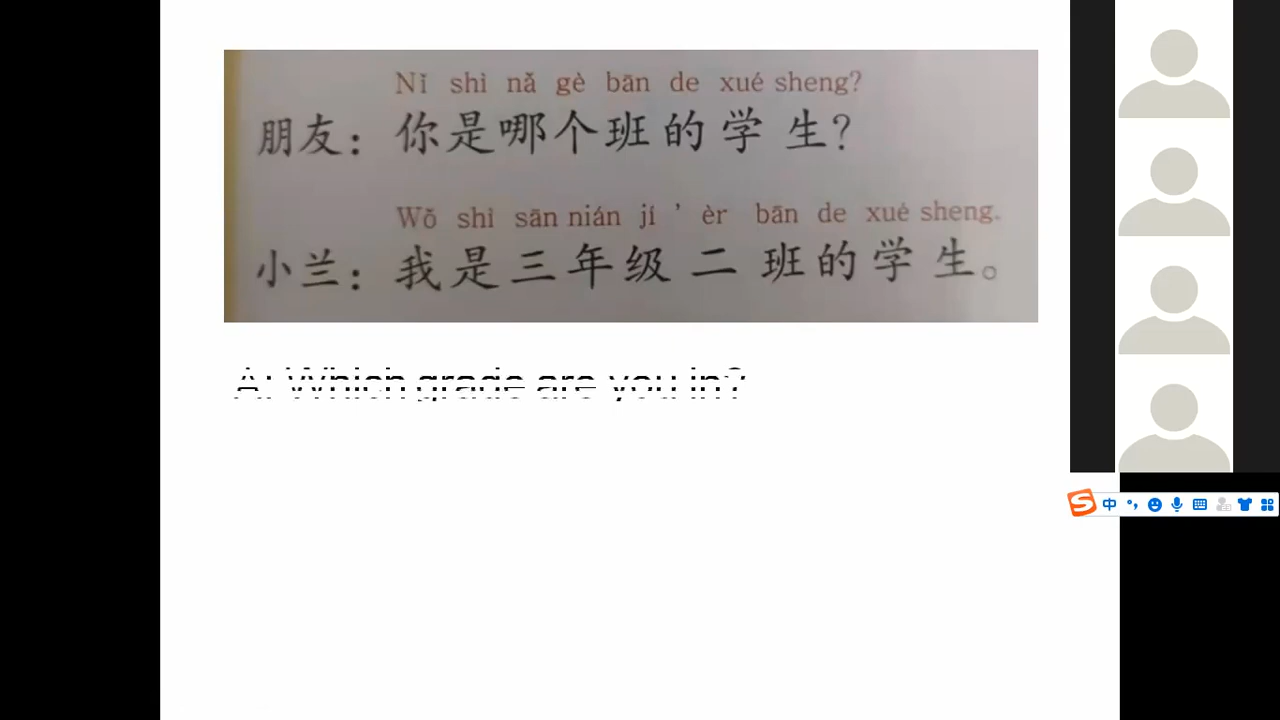 Nǐ shì nǎ gè bān de xué sheng?
朋友：你是哪个班的学生？
Wǒ shì sān nián jí ’ èr bān de xué sheng.
小兰：我是三年级二班的学生。
A: Which grade are you in?
中